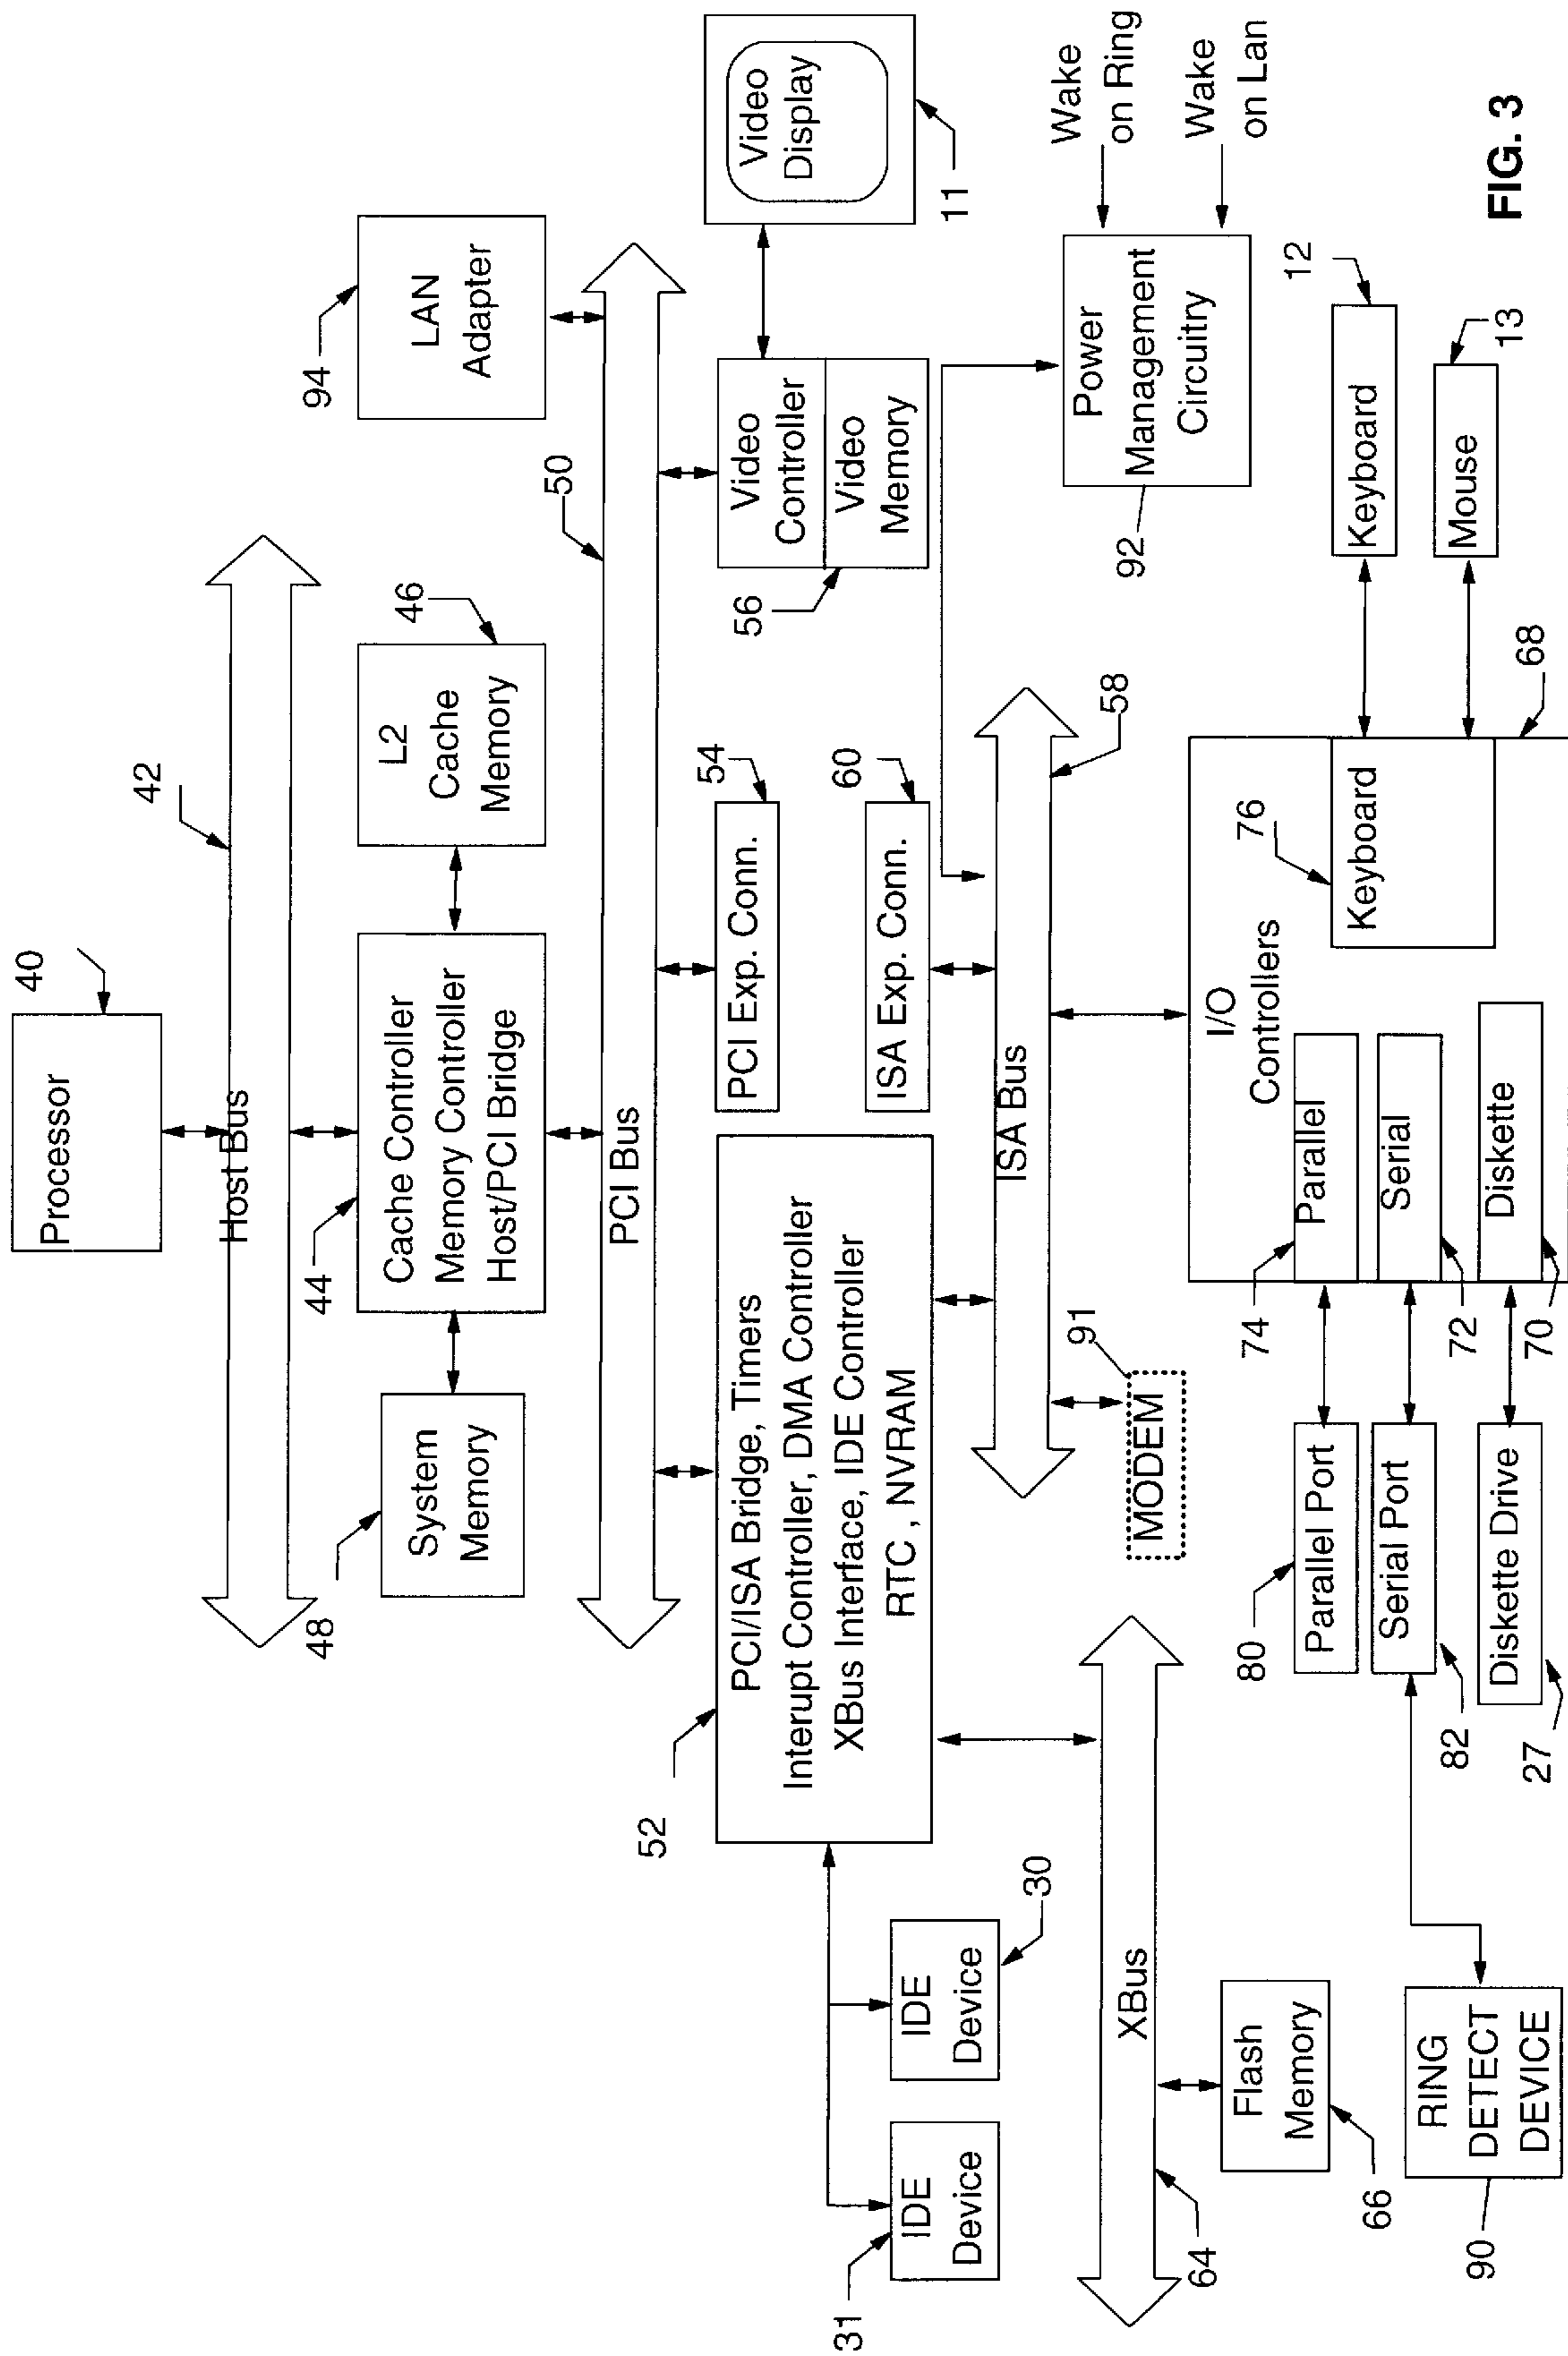 Processor
40
42
Host Bus
94
LAN
Adapter
44
Cache Controller
Memory Controller
Host/PCI Bridge
L2
Cache
Memory
46
System
Memory
48
50
PCI Bus
Video
Display
11
52
PCI/ISA Bridge, Timers
Interupt Controller, DMA Controller
XBus Interface, IDE Controller
RTC , NVRAM
PCI Exp. Conn.
54
Video
Controller
Video
Memory
56
ISA Exp. Conn.
60
31
IDE
Device
IDE
Device
30
ISA Bus
58
Power
Management
Circuitry
92
Wake
on Ring
Wake
on Lan
91
MODEM
XBus
64
Flash
Memory
66
I/O
Controllers
74
Parallel
Serial
72
Diskette
70
76
Keyboard
68
Keyboard
12
Mouse
13
80
Parallel Port
Serial Port
82
Diskette Drive
27
RING
DETECT
DEVICE
90
FIG. 3